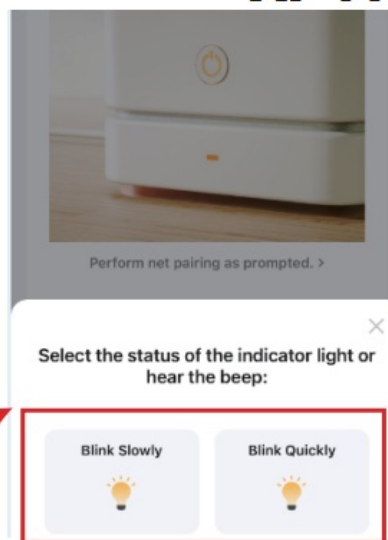 Perform net pairing as prompted. >
Select the status of the indicator light or
hear the beep:
Blink Slowly
Blink Quickly